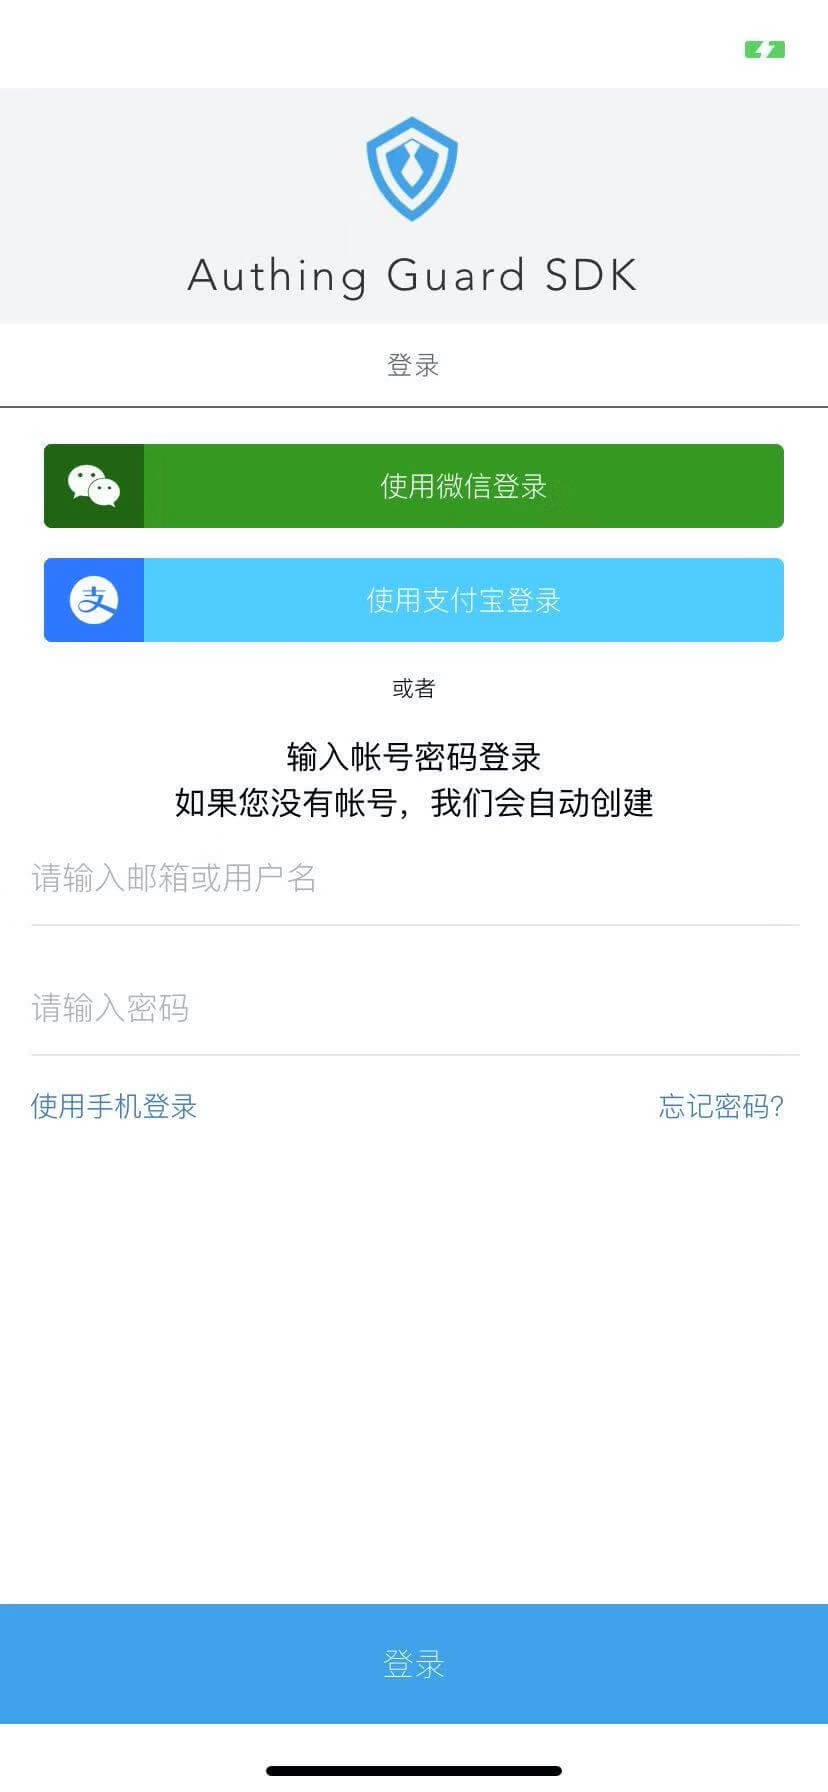 Authing Guard SDK
登录
使用微信登录
支
使用支付宝登录
或者
输入帐号密码登录
如果您没有帐号，我们会自动创建
请输入邮箱或用户名
请输入密码
使用手机登录
忘记密码?
登录